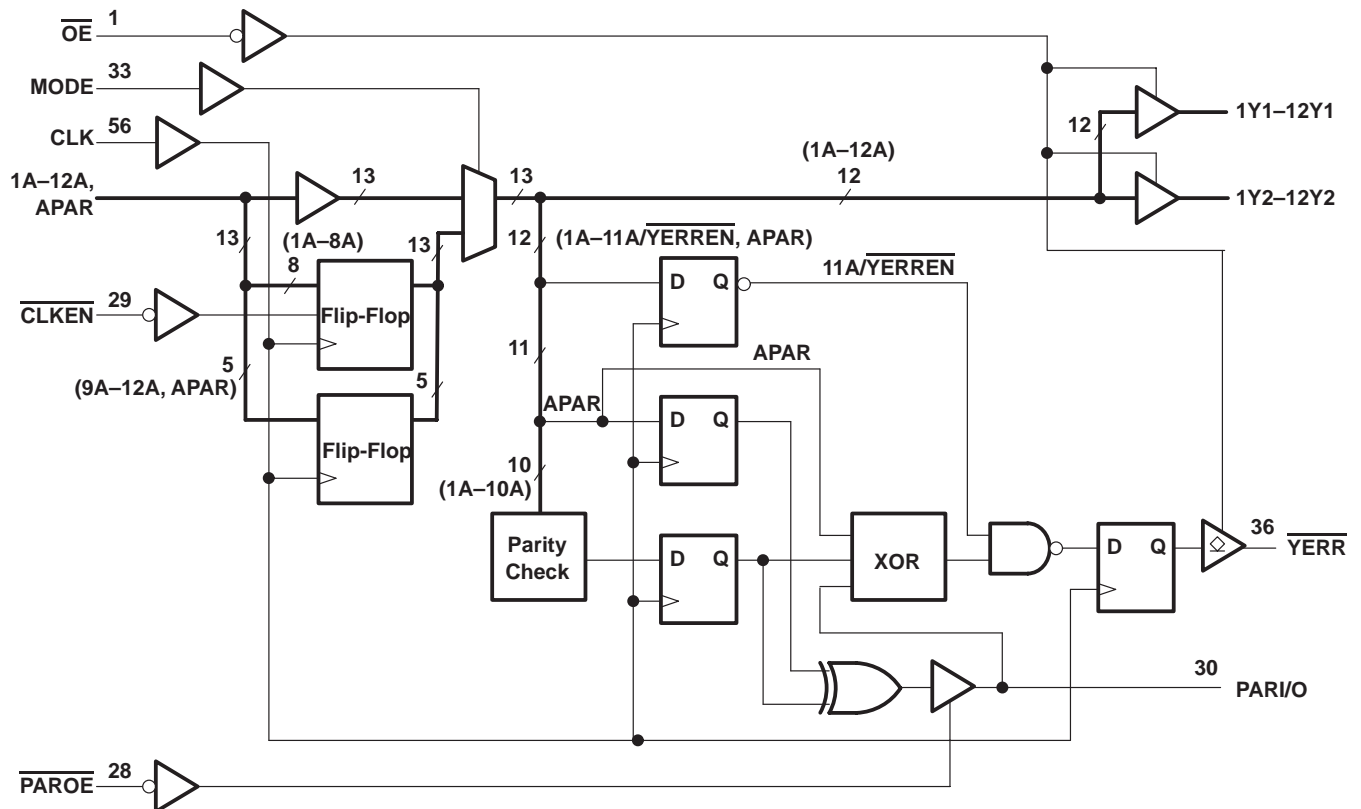 OE 1
MODE 33
CLK 56
1A–12A,
APAR
13
13
(1A–12A)
12
12
1Y1–12Y1
1Y2–12Y2
13
(1A–8A)
8
13
12
(1A–11A/YERREN, APAR)
11A/YERREN
CLKEN 29
Flip-Flop
D Q
5
(9A–12A, APAR)
5
11
APAR
APAR
Flip-Flop
D Q
10
(1A–10A)
Parity
Check
D Q
XOR
D Q
36
YERR
30
PARI/O
PAROE 28